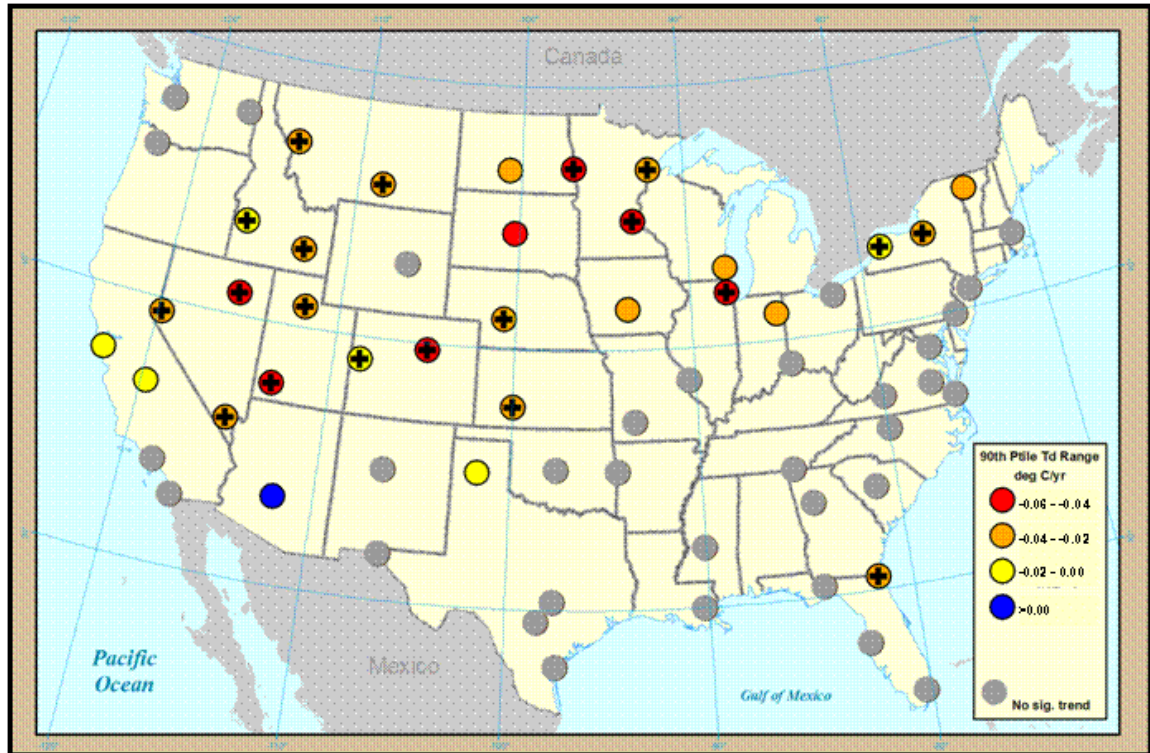 Canada
90th Ptile Td Range
deg C/yr
-0.06 - -0.04
-0.04 - -0.02
-0.02 - 0.00
>0.00
No sig. trend
Pacific
Ocean
Mexico
Gulf of Mexico